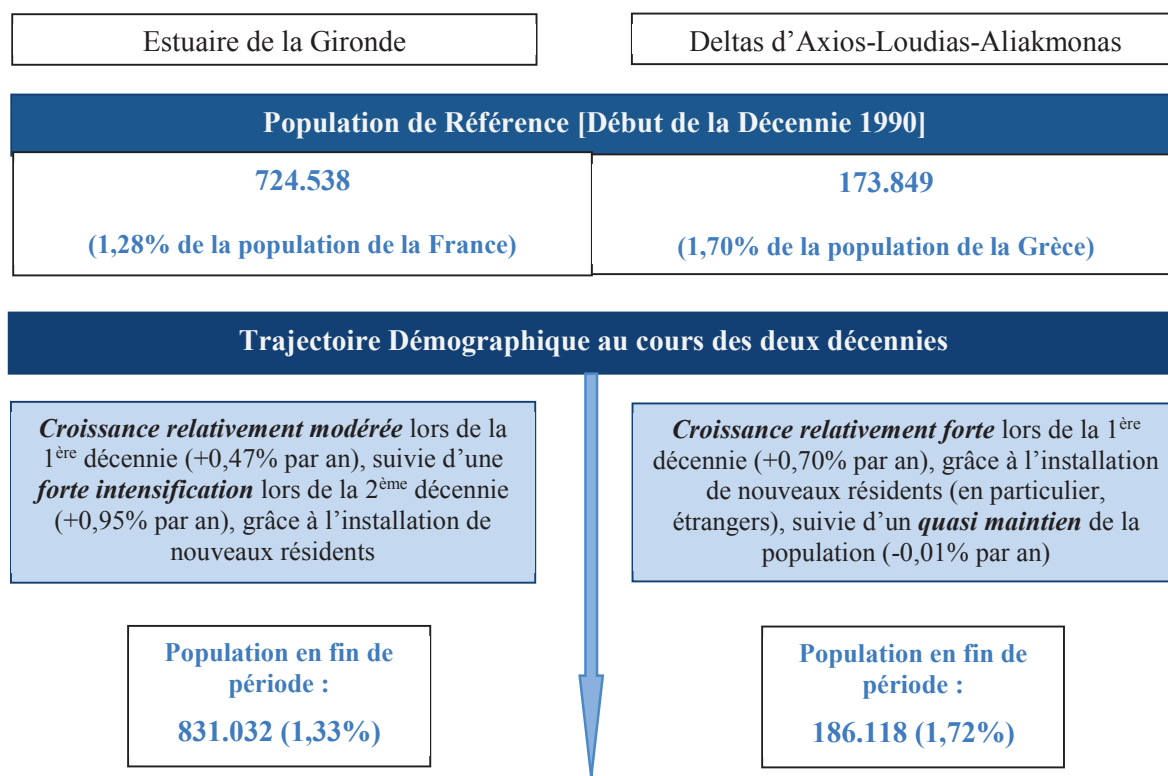 Estuaire de la Gironde
Deltas d'Axios-Loudias-Aliakmonas
Population de Référence [Début de la Décennie 1990]
724.538
(1,28% de la population de la France)
173.849
(1,70% de la population de la Grèce)
Trajectoire Démographique au cours des deux décennies
Croissance relativement modérée lors de la
1ère décennie (+0,47% par an), suivie d'une
forte intensification lors de la 2ème décennie
(+0,95% par an), grâce à l'installation de
nouveaux résidents
Croissance relativement forte lors de la 1ère
décennie (+0,70% par an), grâce à l'installation
de nouveaux résidents (en particulier,
étrangers), suivie d'un quasi maintien de la
population (-0,01% par an)
Population en fin de
période :
831.032 (1,33%)
Population en fin de
période :
186.118 (1,72%)